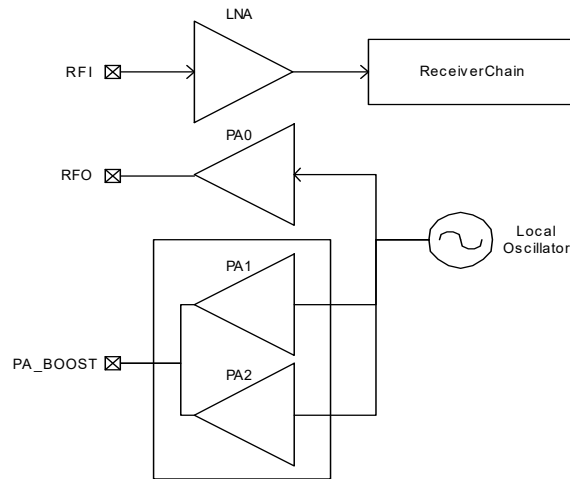 LNA
RFI
ReceiverChain
PA0
RFO
Local
Oscillator
PA1
PA_BOOST
PA2